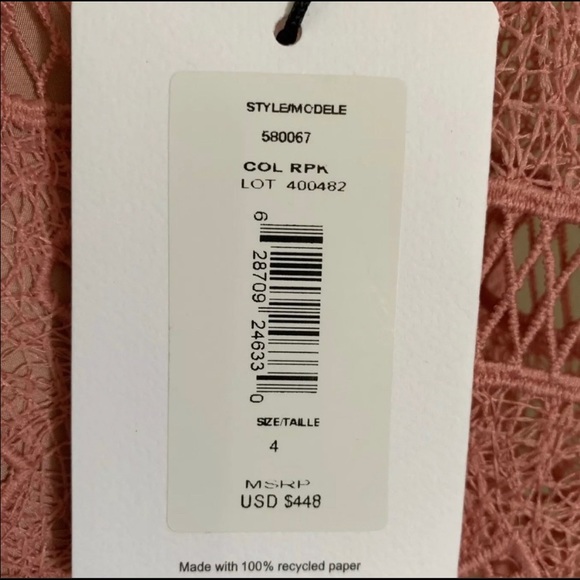 STYLE/MODELE
580067
COL RPK
LOT 400482
6 28709 24633 0
SIZE/TAILLE
4
MSRP
USD $448
Made with 100% recycled paper